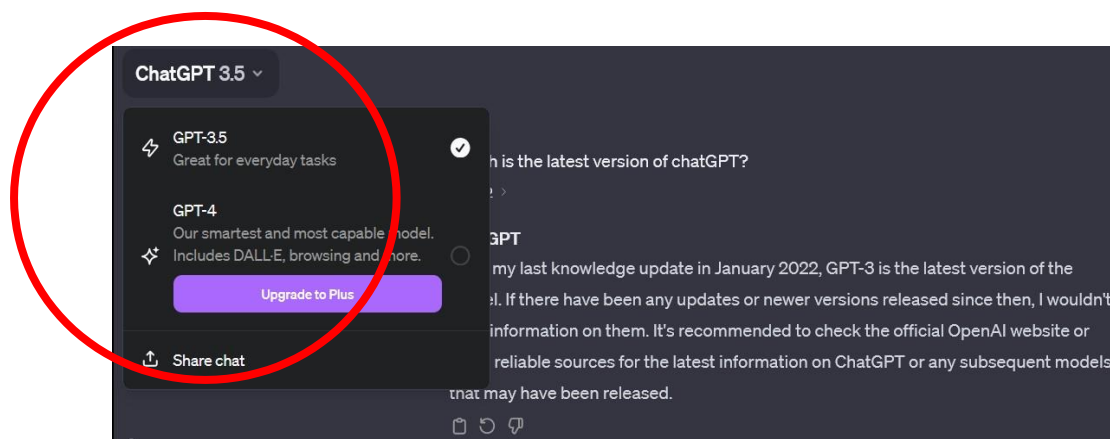 ChatGPT 3.5
GPT-3.5
Great for everyday tasks
GPT-4
Our smartest and most capable model.
Includes DALL·E, browsing and more.
Upgrade to Plus
Share chat
is the latest version of chatGPT?
my last knowledge update in January 2022, GPT-3 is the latest version of the
If there have been any updates or newer versions released since then, I wouldn't
information on them. It's recommended to check the official OpenAI website or
reliable sources for the latest information on ChatGPT or any subsequent models
that may have been released.